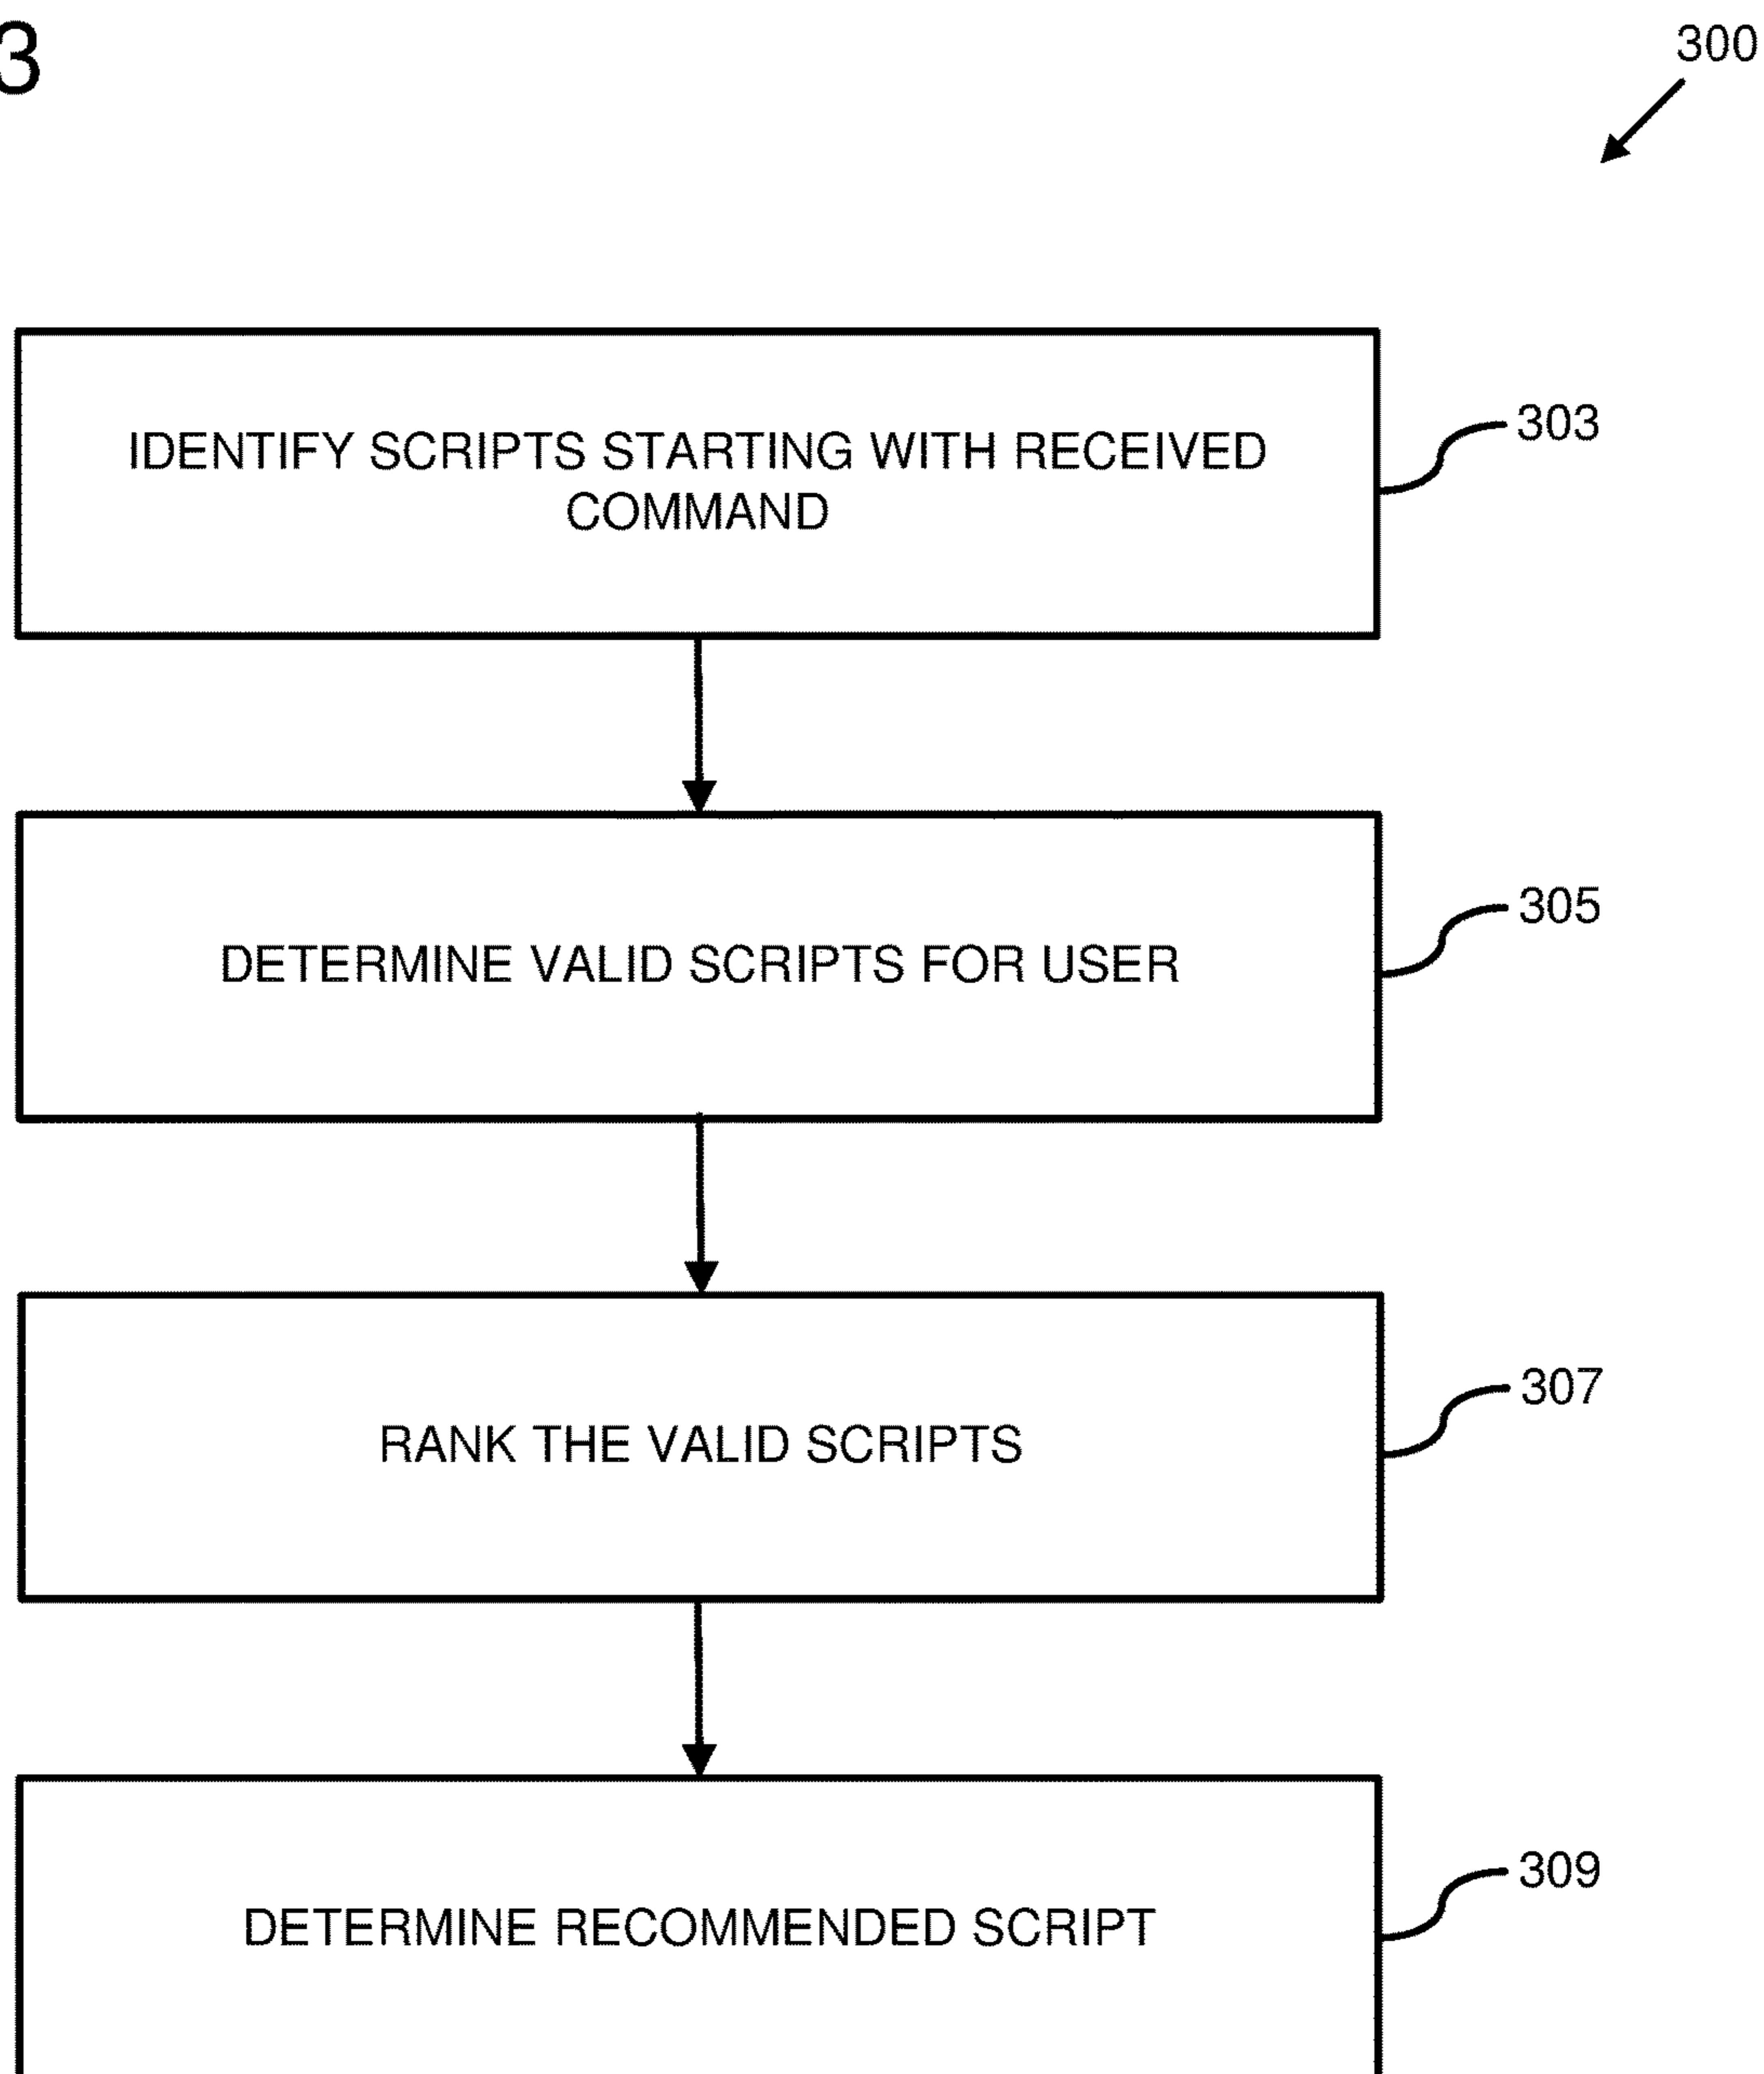 3
300
IDENTIFY SCRIPTS STARTING WITH RECEIVED
COMMAND
303
DETERMINE VALID SCRIPTS FOR USER
305
RANK THE VALID SCRIPTS
307
DETERMINE RECOMMENDED SCRIPT
309